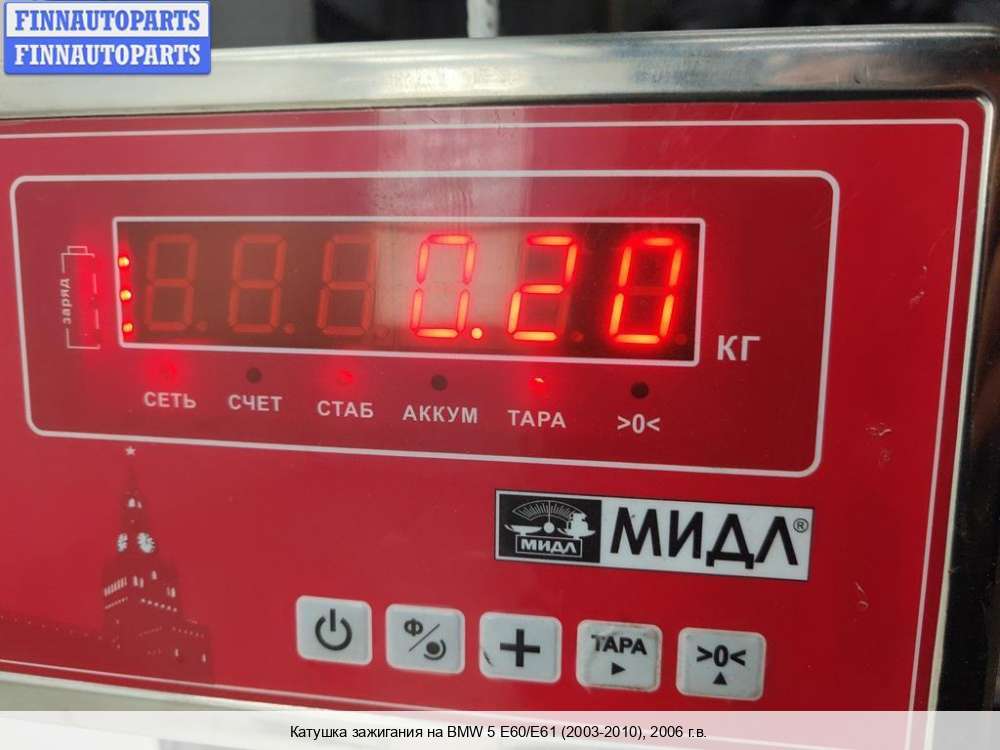 FINNAUTOPARTS
FINNAUTOPARTS
заряд
0.20
КГ
СЕТЬ СЧЕТ СТАБ АККУМ ТАРА >0<
МИДЛ МИДЛ®
Ф
ТАРА >0<
Катушка зажигания на BMW 5 E60/E61 (2003-2010), 2006 г.в.